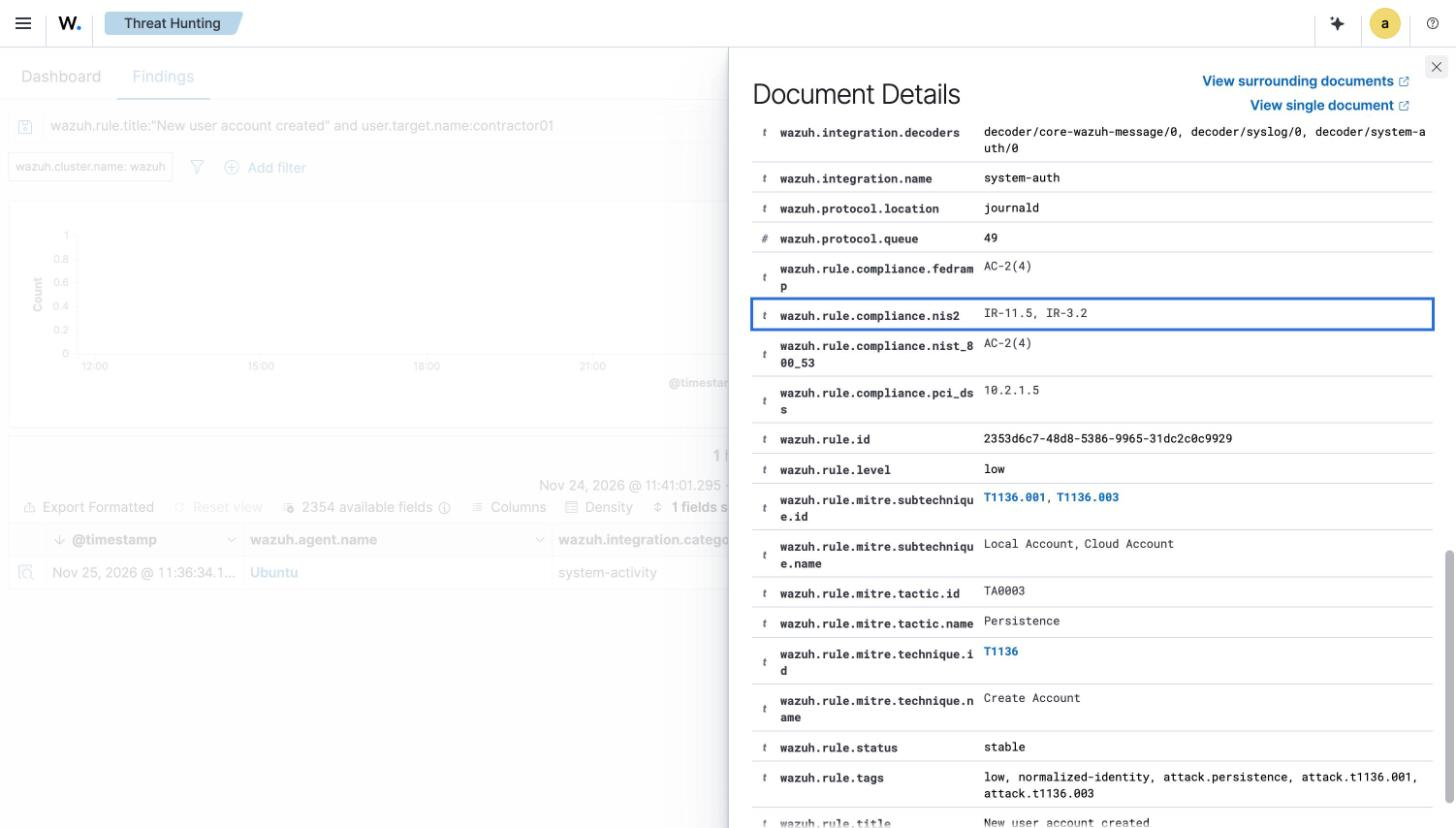 W.
Threat Hunting
a
Dashboard
Findings
wazuh.rule.title:"New user account created" and user.target.name:contractor01
wazuh.cluster.name: wazuh
Add filter
Count
1
0.8
0.6
0.4
0.2
0
12:00
15:00
18:00
21:00
@timestar
1
Nov 24, 2026 @ 11:41:01.295 -
Export Formatted
Reset view
2354 available fields
Columns
Density
1 fields s
@timestamp
wazuh.agent.name
wazuh.integration.catego
Nov 25, 2026 @ 11:36:34.1...
Ubuntu
system-activity
Document Details
View surrounding documents
View single document
wazuh.integration.decoders
decoder/core-wazuh-message/0, decoder/syslog/0, decoder/system-a
uth/0
t wazuh.integration.name system-auth
t wazuh.protocol.location journald
# wazuh.protocol.queue 49
t wazuh.rule.compliance.fedram
p
AC-2(4)
t wazuh.rule.compliance.nis2 IR-11.5, IR-3.2
t wazuh.rule.compliance.nist_8
00_53
AC-2(4)
t wazuh.rule.compliance.pci_ds
s
10.2.1.5
t wazuh.rule.id 2353d6c7-48d8-5386-9965-31dc2c0c9929
t wazuh.rule.level low
t wazuh.rule.mitre.subtechniqu
e.id
T1136.001, T1136.003
t wazuh.rule.mitre.subtechniqu
e.name
Local Account, Cloud Account
t wazuh.rule.mitre.tactic.id TA0003
t wazuh.rule.mitre.tactic.name Persistence
t wazuh.rule.mitre.technique.i
d
T1136
t wazuh.rule.mitre.technique.n
ame
Create Account
t wazuh.rule.status stable
t wazuh.rule.tags low, normalized-identity, attack.persistence, attack.t1136.001,
attack.t1136.003
t wazuh.rule.title New user account created